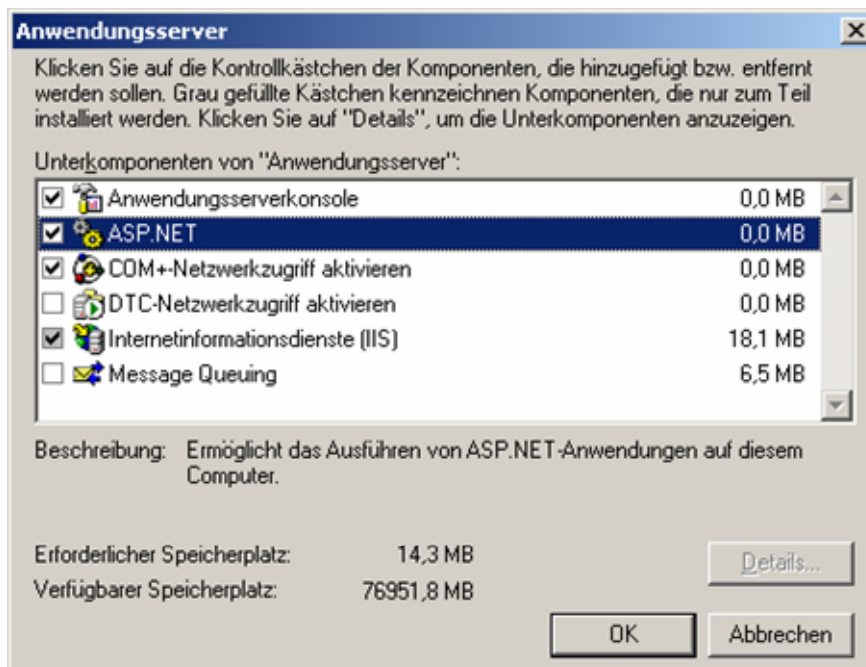 Anwendungsserver
Klicken Sie auf die Kontrollkästchen der Komponenten, die hinzugefügt bzw. entfernt
werden sollen. Grau gefüllte Kästchen kennzeichnen Komponenten, die nur zum Teil
installiert werden. Klicken Sie auf "Details", um die Unterkomponenten anzuzeigen.
Unterkomponenten von "Anwendungsserver":
Anwendungsserverkonsole 0,0 MB
ASP.NET 0,0 MB
COM+-Netzwerkzugriff aktivieren 0,0 MB
DTC-Netzwerkzugriff aktivieren 0,0 MB
Internetinformationsdienste (IIS) 18,1 MB
Message Queuing 6,5 MB
Beschreibung: Ermöglicht das Ausführen von ASP.NET-Anwendungen auf diesem
Computer.
Erforderlicher Speicherplatz: 14,3 MB
Details...
Verfügbarer Speicherplatz: 76951,8 MB
OK Abbrechen